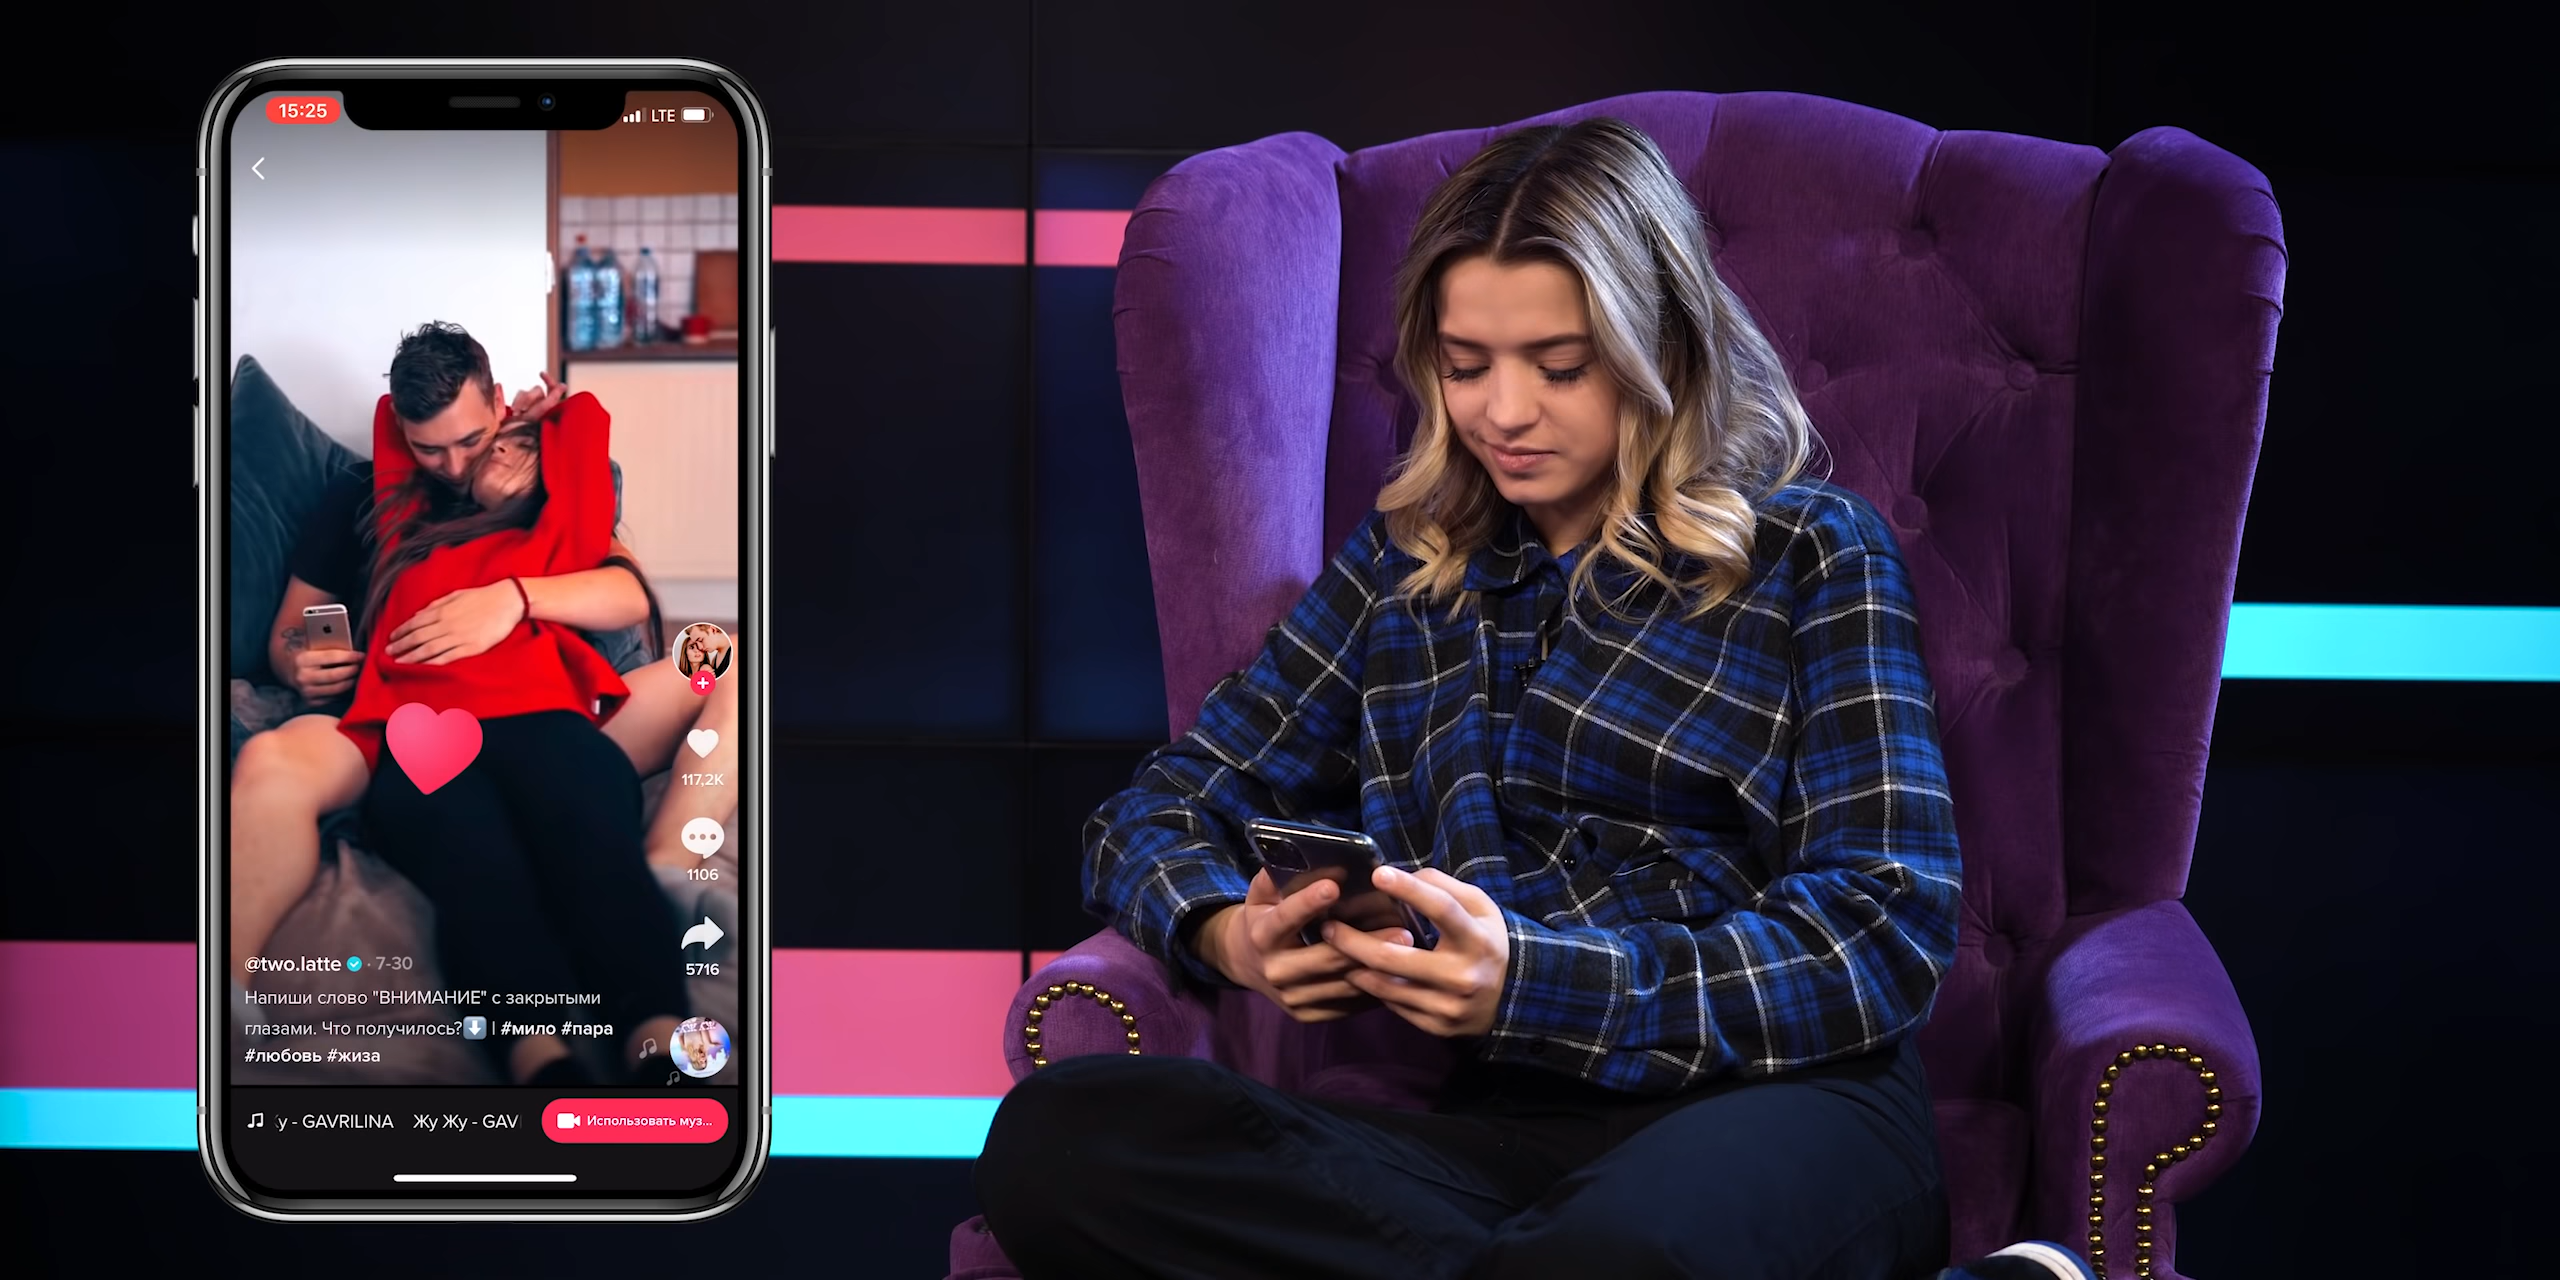 15:25
LTE
117,2K
1106
5716
@two.latte · 7-30
Напиши слово "ВНИМАНИЕ" с закрытыми
глазами. Что получилось?⬇️ | #мило #пара
#любовь #жиза
у - GAVRILINA Жу Жу - GAV
Использовать муз...